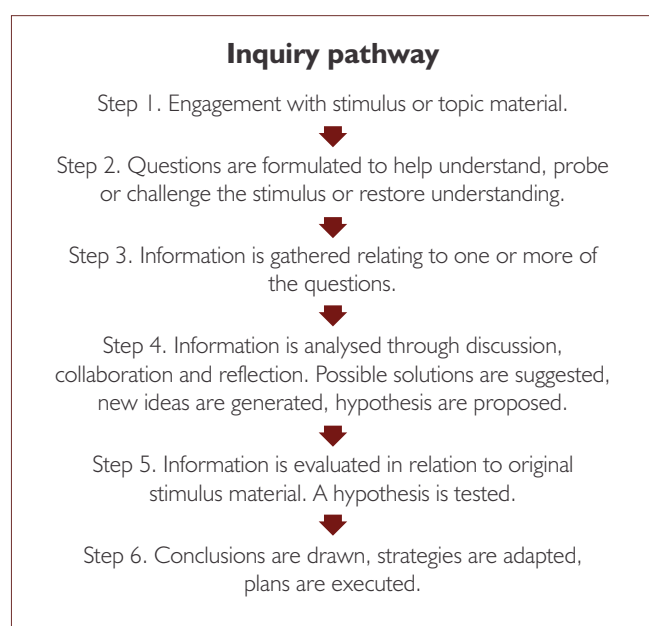 Inquiry pathway
Step 1. Engagement with stimulus or topic material.
Step 2. Questions are formulated to help understand, probe
or challenge the stimulus or restore understanding.
Step 3. Information is gathered relating to one or more of
the questions.
Step 4. Information is analysed through discussion,
collaboration and reflection. Possible solutions are suggested,
new ideas are generated, hypothesis are proposed.
Step 5. Information is evaluated in relation to original
stimulus material. A hypothesis is tested.
Step 6. Conclusions are drawn, strategies are adapted,
plans are executed.